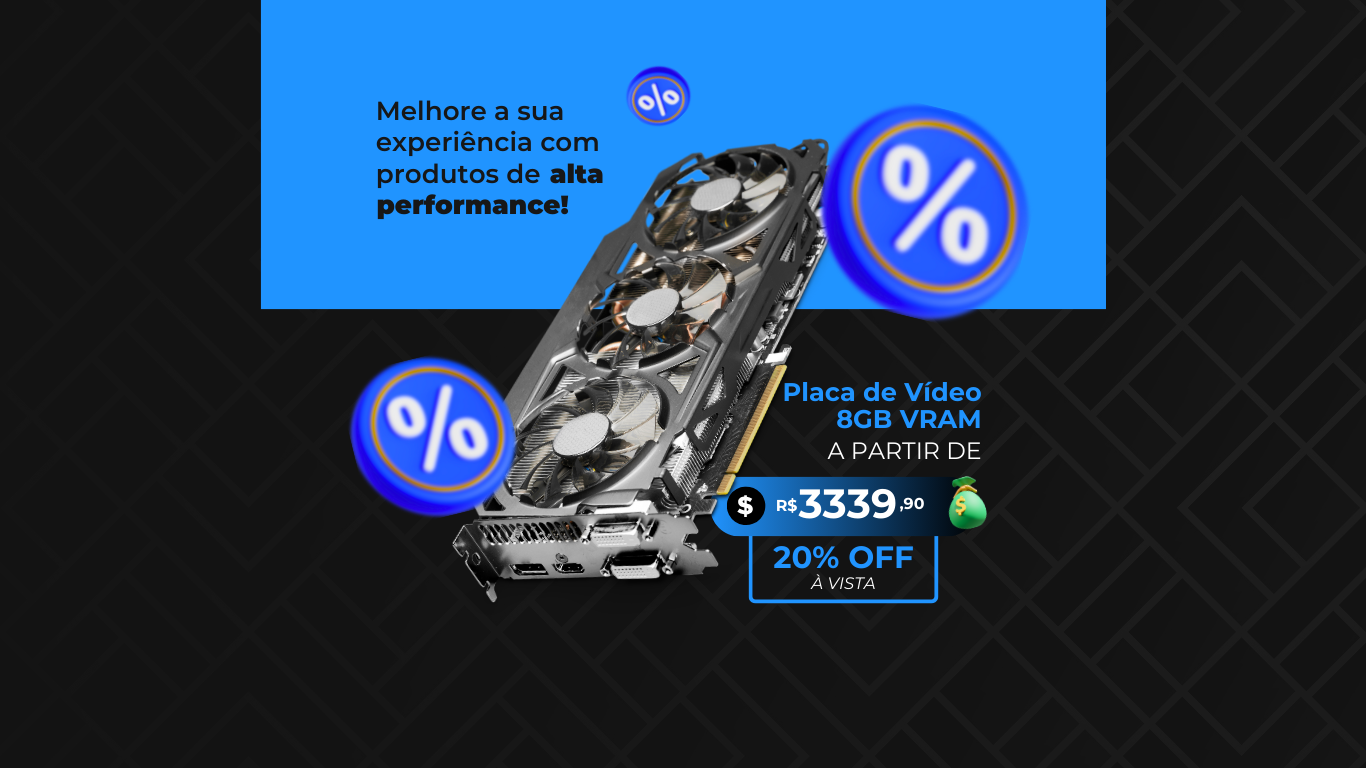 Melhore a sua
experiência com
produtos de alta
performance!
%
%
%
Placa de Vídeo
8GB VRAM
A PARTIR DE
$ R$3339,90 $
20% OFF
À VISTA